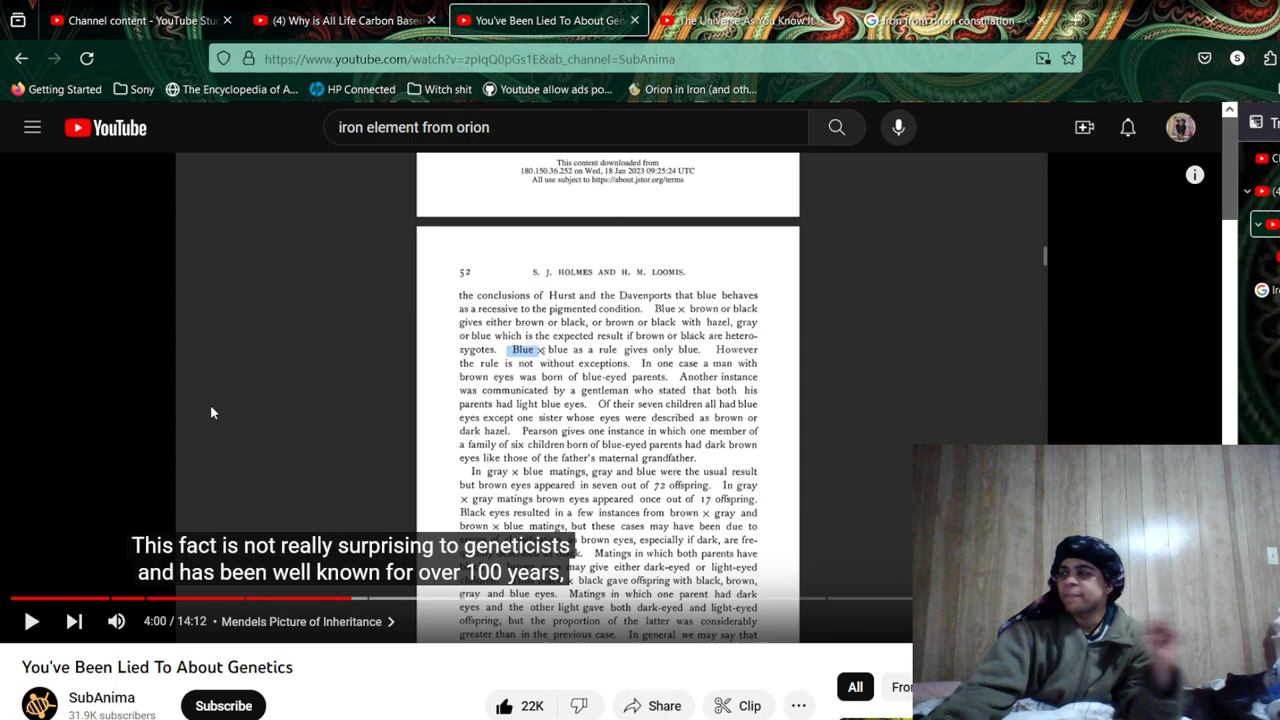 Channel content - YouTube Stu
(4) Why is All Life Carbon Base
You've Been Lied To About Gen
The Universe As You Know It D
Iron from orion constilation - G
https://www.youtube.com/watch?v=zpIqQ0pGs1E&ab_channel=SubAnima
S
Getting Started
Sony
The Encyclopedia of A...
HP Connected
Witch shit
Youtube allow ads po...
Orion in Iron (and oth...
YouTube
iron element from orion
This content downloaded from
180.150.36.252 on Wed, 18 Jan 2023 09:25:24 UTC
All use subject to https://about.jstor.org/terms
52 S. J. HOLMES AND H. M. LOOMIS.
the conclusions of Hurst and the Davenports that blue behaves
as a recessive to the pigmented condition. Blue × brown or black
gives either brown or black, or brown or black with hazel, gray
or blue which is the expected result if brown or black are hetero-
zygotes. Blue × blue as a rule gives only blue. However
the rule is not without exceptions. In one case a man with
brown eyes was born of blue-eyed parents. Another instance
was communicated by a gentleman who stated that both his
parents had light blue eyes. Of their seven children all had blue
eyes except one sister whose eyes were described as brown or
dark hazel. Pearson gives one instance in which one member of
a family of six children born of blue-eyed parents had dark brown
eyes like those of the father's maternal grandfather.
In gray × blue matings, gray and blue were the usual result
but brown eyes appeared in seven out of 72 offspring. In gray
× gray matings brown eyes appeared once out of 17 offspring.
Black eyes resulted in a few instances from brown × gray and
brown × blue matings, but these cases may have been due to
brown eyes, especially if dark, are fre-
Matings in which both parents have
may give either dark-eyed or light-eyed
× black gave offspring with black, brown,
gray and blue eyes. Matings in which one parent had dark
eyes and the other light gave both dark-eyed and light-eyed
offspring, but the proportion of the latter was considerably
greater than in the previous case. In general we may say that
This fact is not really surprising to geneticists
and has been well known for over 100 years,
4:00 / 14:12 • Mendels Picture of Inheritance
You've Been Lied To About Genetics
SubAnima
31.9K subscribers
Subscribe
22K
Share
Clip
All
Fro